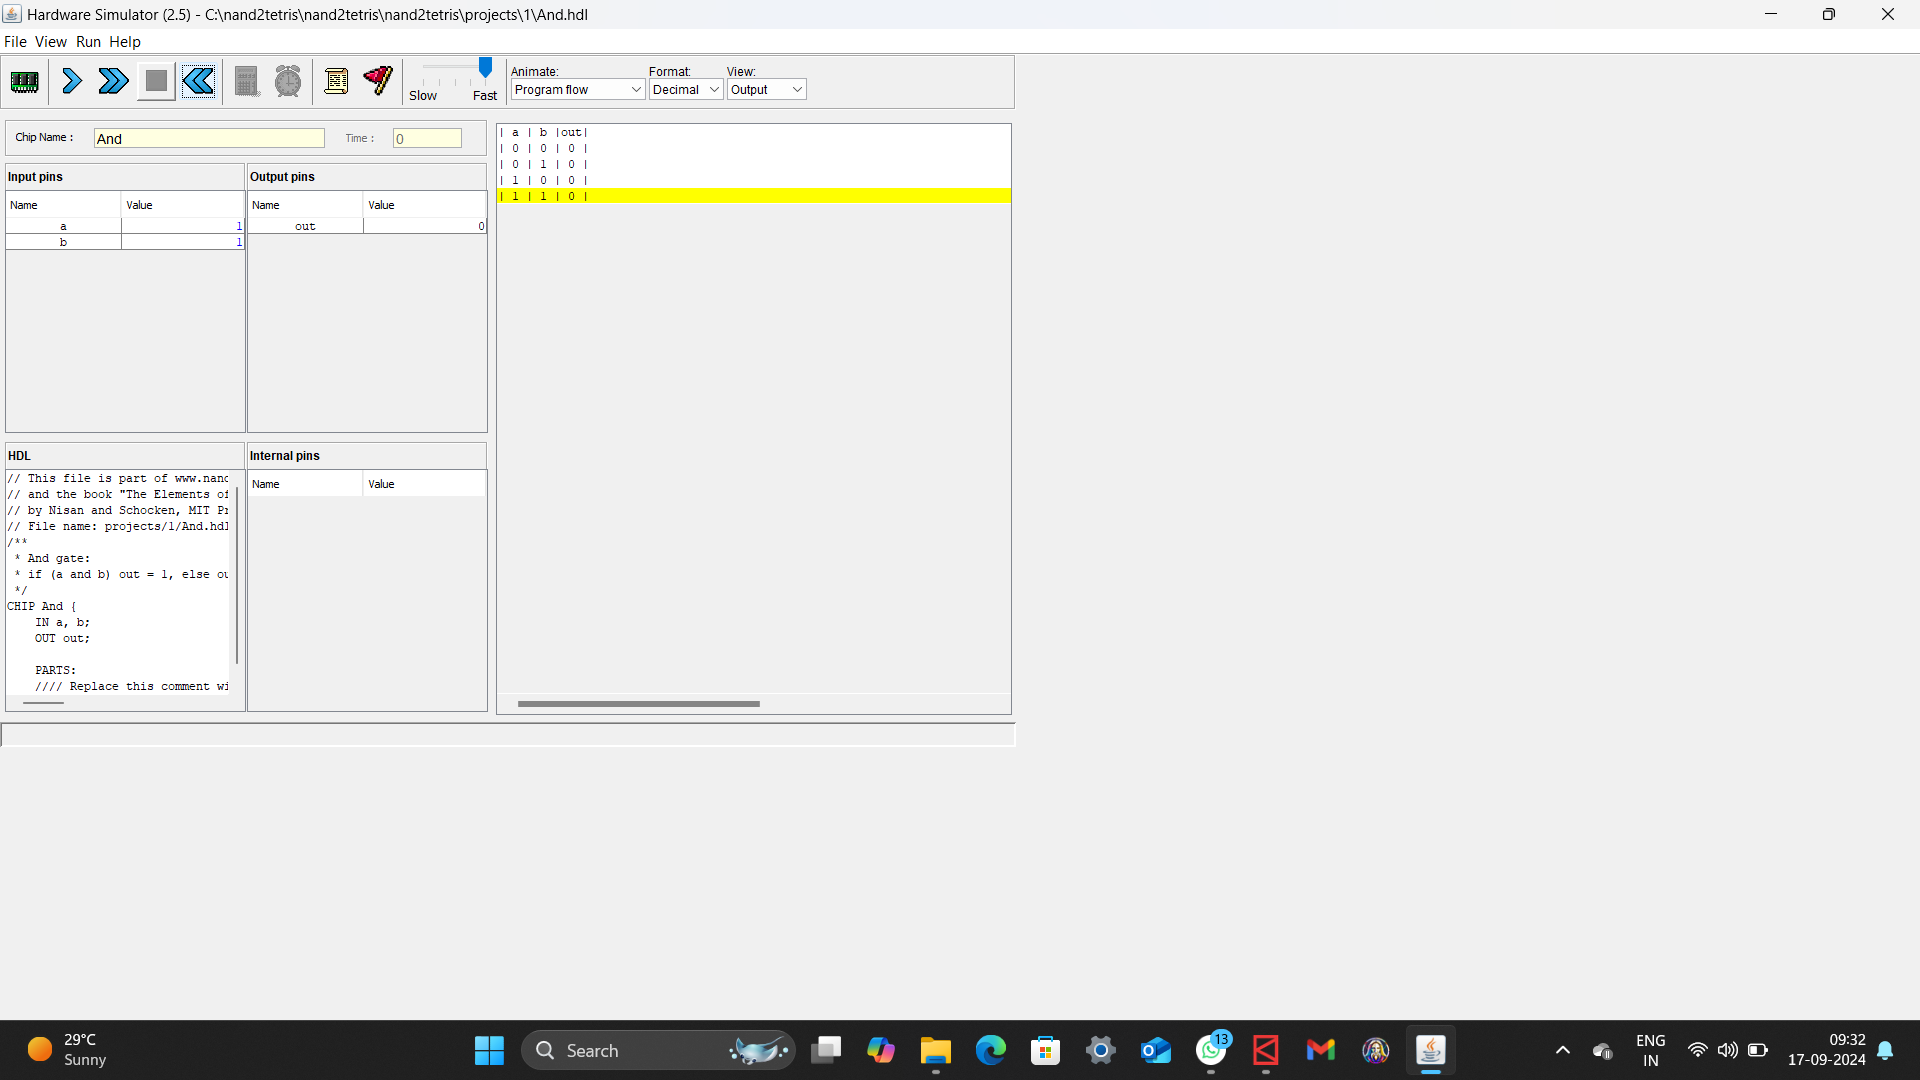 Hardware Simulator (2.5) - C:\nand2tetris\nand2tetris\nand2tetris\projects\1\And.hdl
File View Run Help
Slow Fast
Animate: Format: View:
Program flow Decimal Output
Chip Name : And Time : 0
Input pins
Name Value
a 1
b 1
Output pins
Name Value
out 0
| a | b |out|
| 0 | 0 | 0 |
| 0 | 1 | 0 |
| 1 | 0 | 0 |
| 1 | 1 | 0 |
HDL
// This file is part of www.nand
// and the book "The Elements of
// by Nisan and Schocken, MIT Pr
// File name: projects/1/And.hdl
/**
* And gate:
* if (a and b) out = 1, else ou
*/
CHIP And {
IN a, b;
OUT out;
PARTS:
//// Replace this comment wi
Internal pins
Name Value
29°C
Sunny
Search
13
ENG
IN
09:32
17-09-2024